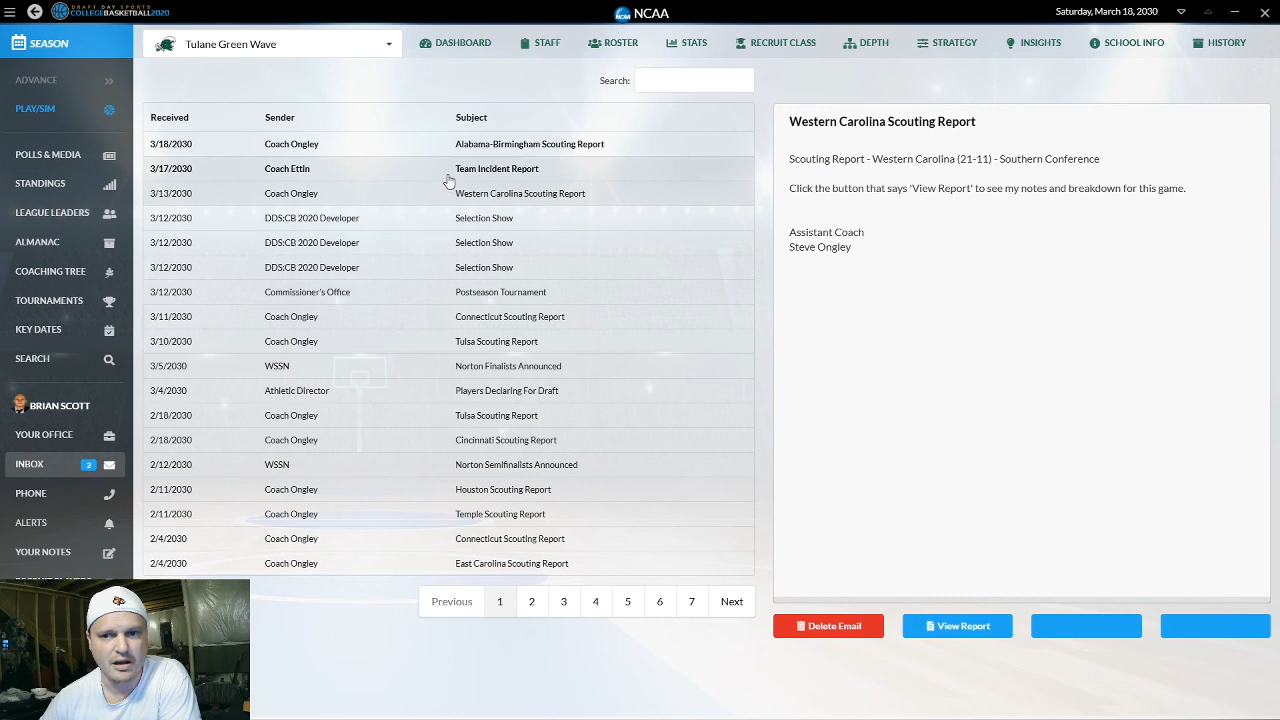 DRAFT DAY SPORTS
COLLEGE BASKETBALL 2020
NCAA
Saturday, March 18, 2030
SEASON
Tulane Green Wave
DASHBOARD STAFF ROSTER STATS RECRUIT CLASS DEPTH STRATEGY INSIGHTS SCHOOL INFO HISTORY
ADVANCE
PLAY/SIM
POLLS & MEDIA
STANDINGS
LEAGUE LEADERS
ALMANAC
COACHING TREE
TOURNAMENTS
KEY DATES
SEARCH
BRIAN SCOTT
YOUR OFFICE
INBOX 2
PHONE
ALERTS
YOUR NOTES
Search:
Received Sender Subject
3/18/2030 Coach Ongley Alabama-Birmingham Scouting Report
3/17/2030 Coach Ettin Team Incident Report
3/13/2030 Coach Ongley Western Carolina Scouting Report
3/12/2030 DDS:CB 2020 Developer Selection Show
3/12/2030 DDS:CB 2020 Developer Selection Show
3/12/2030 DDS:CB 2020 Developer Selection Show
3/12/2030 Commissioner's Office Postseason Tournament
3/11/2030 Coach Ongley Connecticut Scouting Report
3/10/2030 Coach Ongley Tulsa Scouting Report
3/5/2030 WSSN Norton Finalists Announced
3/4/2030 Athletic Director Players Declaring For Draft
2/18/2030 Coach Ongley Tulsa Scouting Report
2/18/2030 Coach Ongley Cincinnati Scouting Report
2/12/2030 WSSN Norton Semifinalists Announced
2/11/2030 Coach Ongley Houston Scouting Report
2/11/2030 Coach Ongley Temple Scouting Report
2/4/2030 Coach Ongley Connecticut Scouting Report
2/4/2030 Coach Ongley East Carolina Scouting Report
Previous 1 2 3 4 5 6 7 Next
Western Carolina Scouting Report
Scouting Report - Western Carolina (21-11) - Southern Conference
Click the button that says 'View Report' to see my notes and breakdown for this game.
Assistant Coach
Steve Ongley
Delete Email View Report